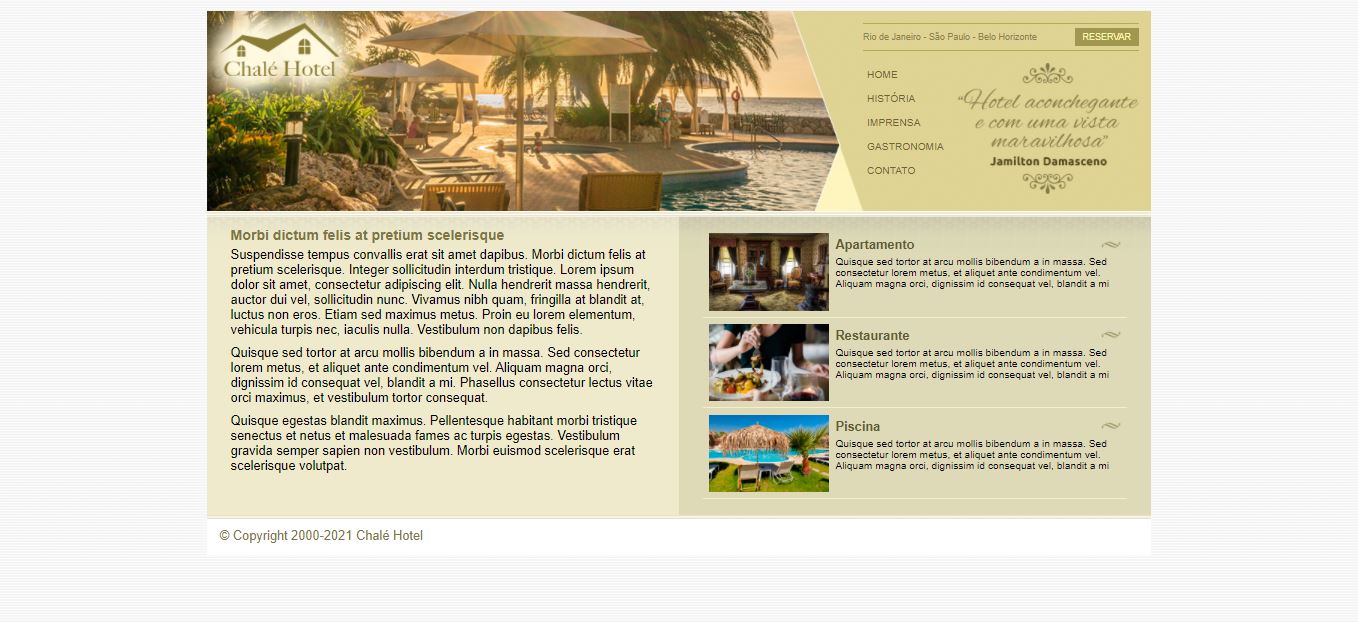 Chalé Hotel
Rio de Janeiro - São Paulo - Belo Horizonte
RESERVAR
HOME
HISTÓRIA
IMPRENSA
GASTRONOMIA
CONTATO
“Hotel aconchegante
e com uma vista
maravilhosa”
Jamilton Damasceno
Morbi dictum felis at pretium scelerisque
Suspendisse tempus convallis erat sit amet dapibus. Morbi dictum felis at
pretium scelerisque. Integer sollicitudin interdum tristique. Lorem ipsum
dolor sit amet, consectetur adipiscing elit. Nulla hendrerit massa hendrerit,
auctor dui vel, sollicitudin nunc. Vivamus nibh quam, fringilla at blandit at,
luctus non eros. Etiam sed maximus metus. Proin eu lorem elementum,
vehicula turpis nec, iaculis nulla. Vestibulum non dapibus felis.
Quisque sed tortor at arcu mollis bibendum a in massa. Sed consectetur
lorem metus, et aliquet ante condimentum vel. Aliquam magna orci,
dignissim id consequat vel, blandit a mi. Phasellus consectetur lectus vitae
orci maximus, et vestibulum tortor consequat.
Quisque egestas blandit maximus. Pellentesque habitant morbi tristique
senectus et netus et malesuada fames ac turpis egestas. Vestibulum
gravida semper sapien non vestibulum. Morbi euismod scelerisque erat
scelerisque volutpat.
Apartamento
Quisque sed tortor at arcu mollis bibendum a in massa. Sed
consectetur lorem metus, et aliquet ante condimentum vel.
Aliquam magna orci, dignissim id consequat vel, blandit a mi
Restaurante
Quisque sed tortor at arcu mollis bibendum a in massa. Sed
consectetur lorem metus, et aliquet ante condimentum vel.
Aliquam magna orci, dignissim id consequat vel, blandit a mi
Piscina
Quisque sed tortor at arcu mollis bibendum a in massa. Sed
consectetur lorem metus, et aliquet ante condimentum vel.
Aliquam magna orci, dignissim id consequat vel, blandit a mi
© Copyright 2000-2021 Chalé Hotel